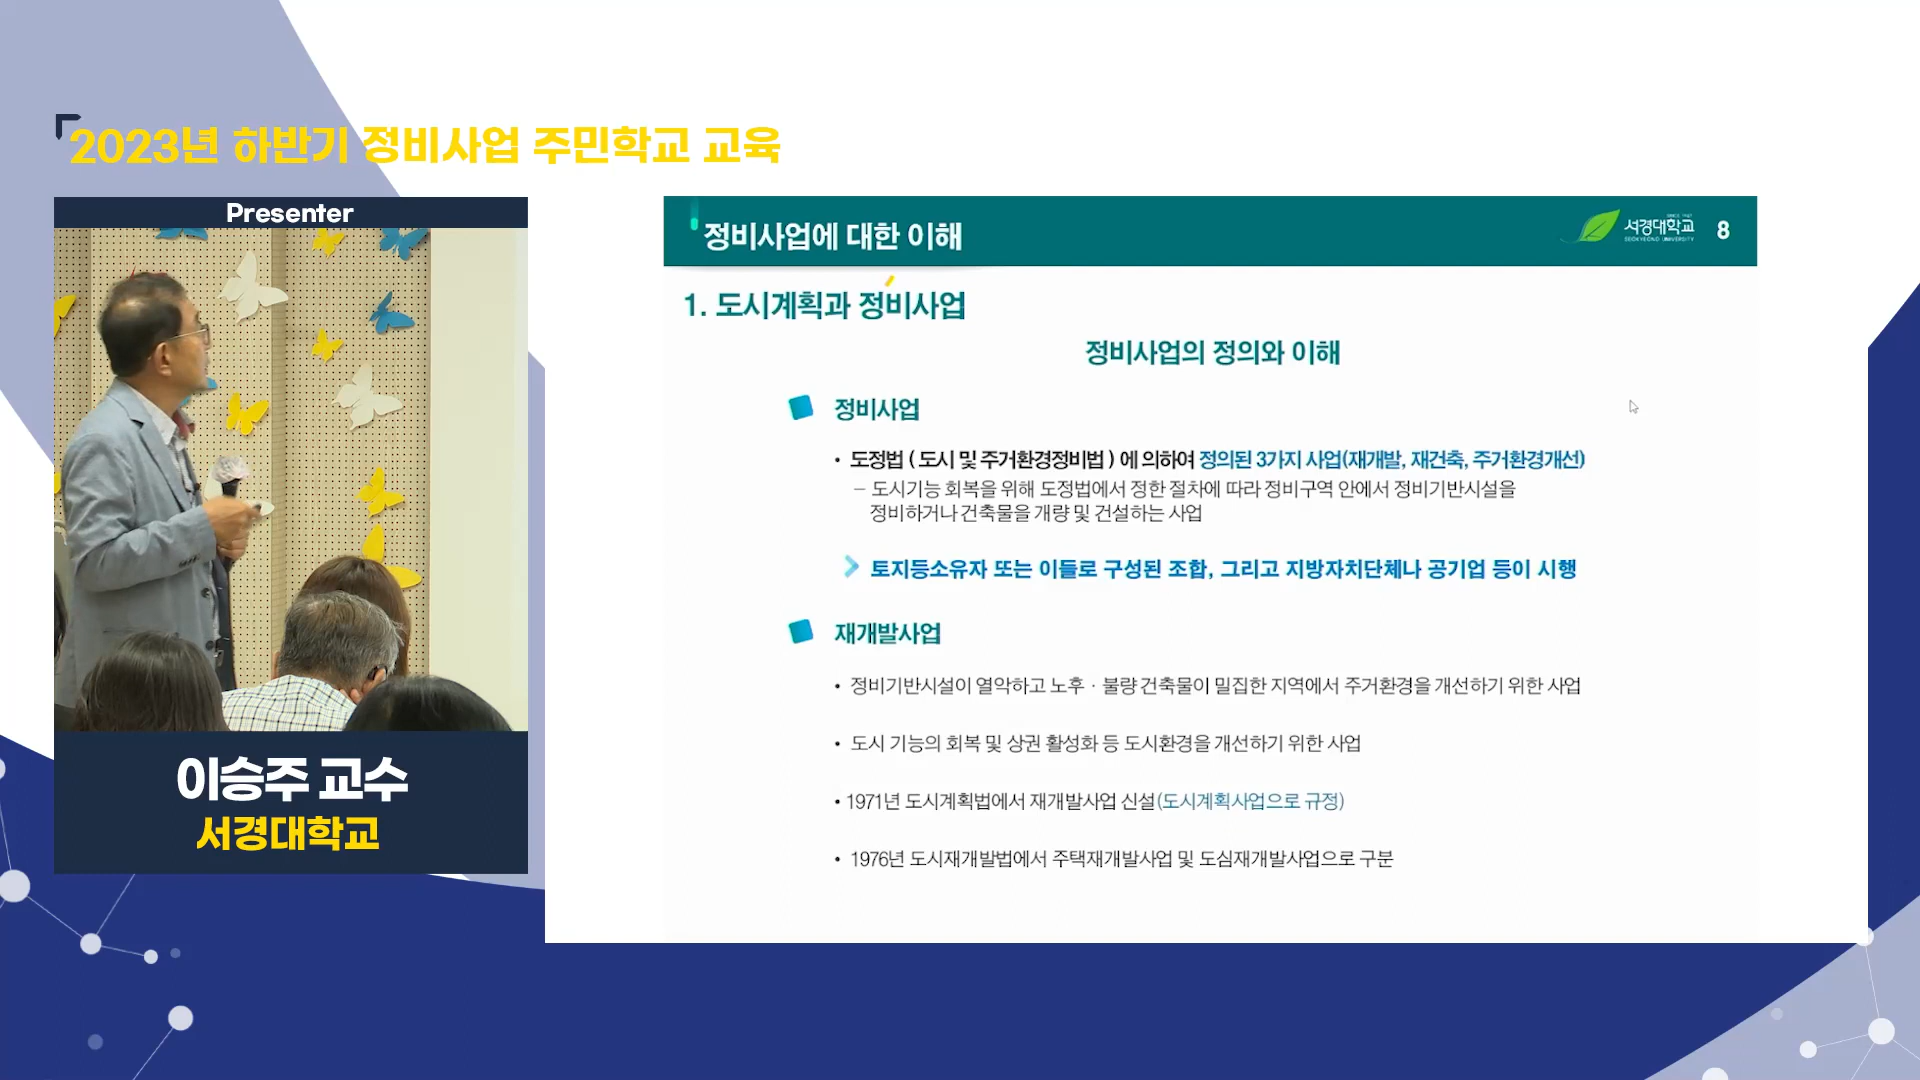 2023년 하반기 정비사업 주민학교 교육
Presenter
이승주 교수
서경대학교
정비사업에 대한 이해
SINCE 1947
서경대학교
SEOKYEONG UNIVERSITY
8
1. 도시계획과 정비사업
정비사업의 정의와 이해
정비사업
• 도정법 ( 도시 및 주거환경정비법 ) 에 의하여 정의된 3가지 사업(재개발, 재건축, 주거환경개선)
– 도시기능 회복을 위해 도정법에서 정한 절차에 따라 정비구역 안에서 정비기반시설을
정비하거나 건축물을 개량 및 건설하는 사업
토지등소유자 또는 이들로 구성된 조합, 그리고 지방자치단체나 공기업 등이 시행
재개발사업
• 정비기반시설이 열악하고 노후 · 불량 건축물이 밀집한 지역에서 주거환경을 개선하기 위한 사업
• 도시 기능의 회복 및 상권 활성화 등 도시환경을 개선하기 위한 사업
• 1971년 도시계획법에서 재개발사업 신설(도시계획사업으로 규정)
• 1976년 도시재개발법에서 주택재개발사업 및 도심재개발사업으로 구분